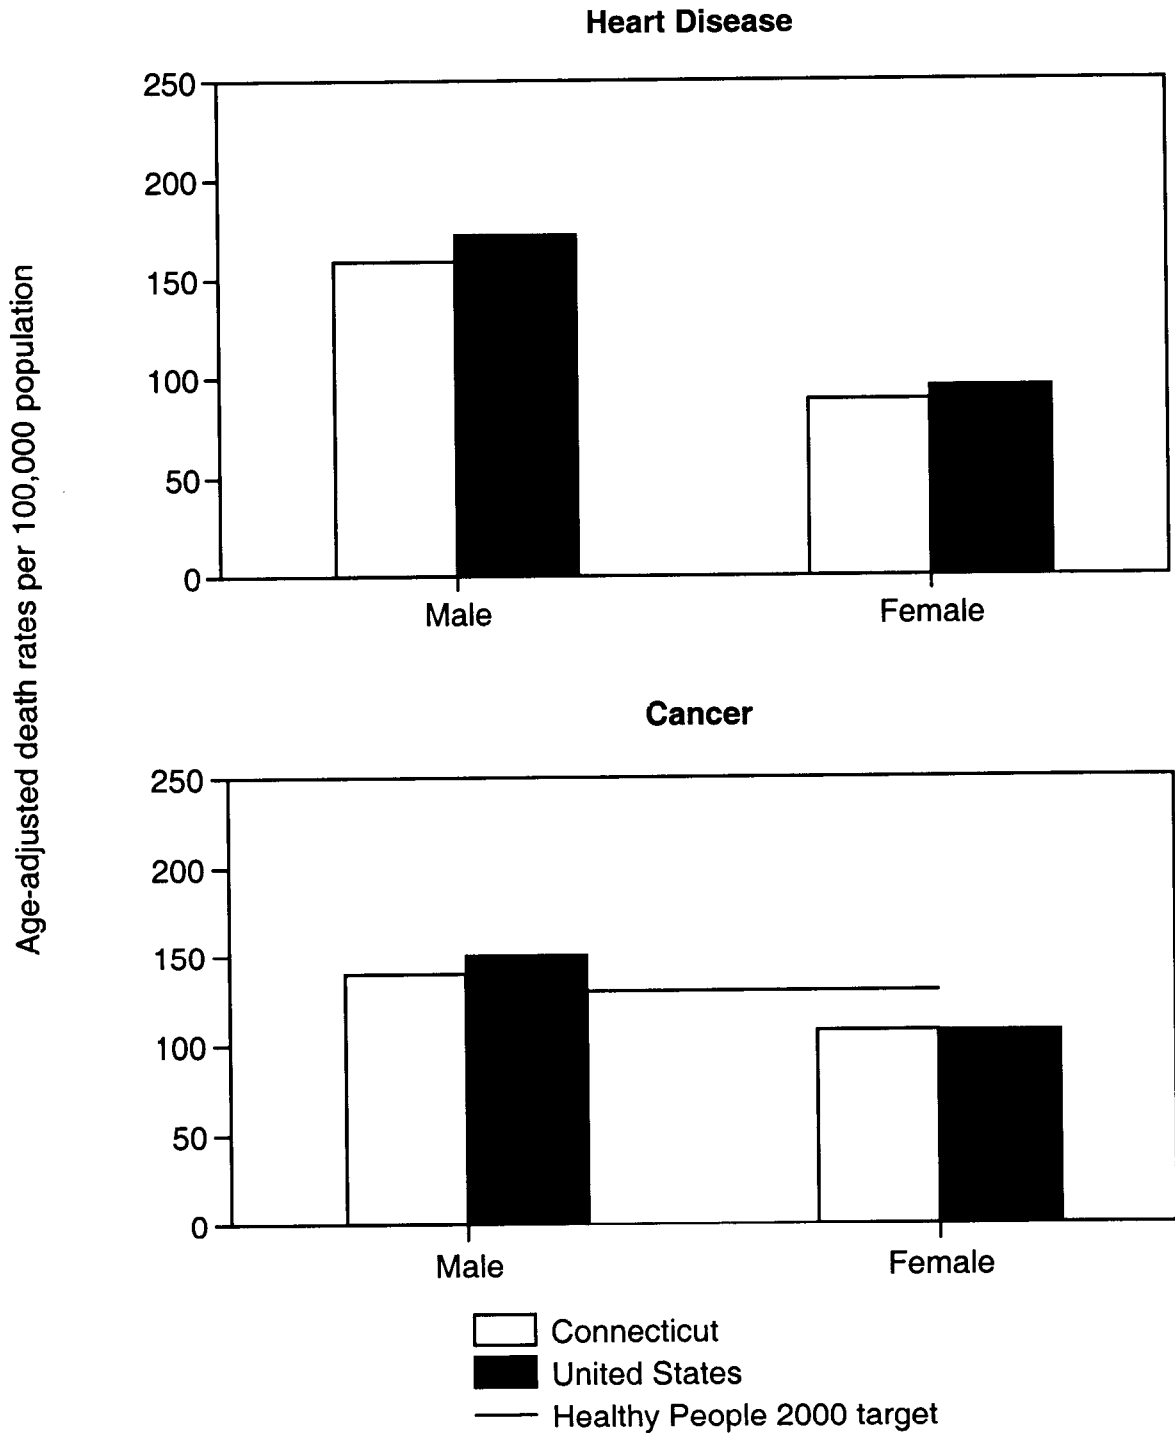 Heart Disease
Age-adjusted death rates per 100,000 population
250
200
150
100
50
0
Male Female
Cancer
250
200
150
100
50
0
Male Female
Connecticut
United States
Healthy People 2000 target